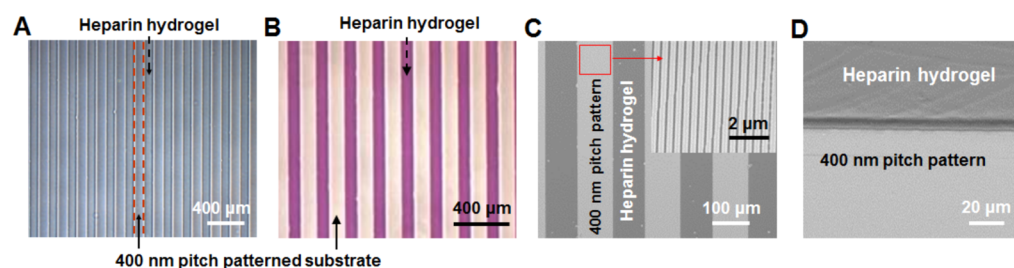 A
Heparin hydrogel
400 µm
B
Heparin hydrogel
400 µm
400 nm pitch patterned substrate
C
400 nm pitch pattern
Heparin hydrogel
2 µm
100 µm
D
Heparin hydrogel
400 nm pitch pattern
20 µm